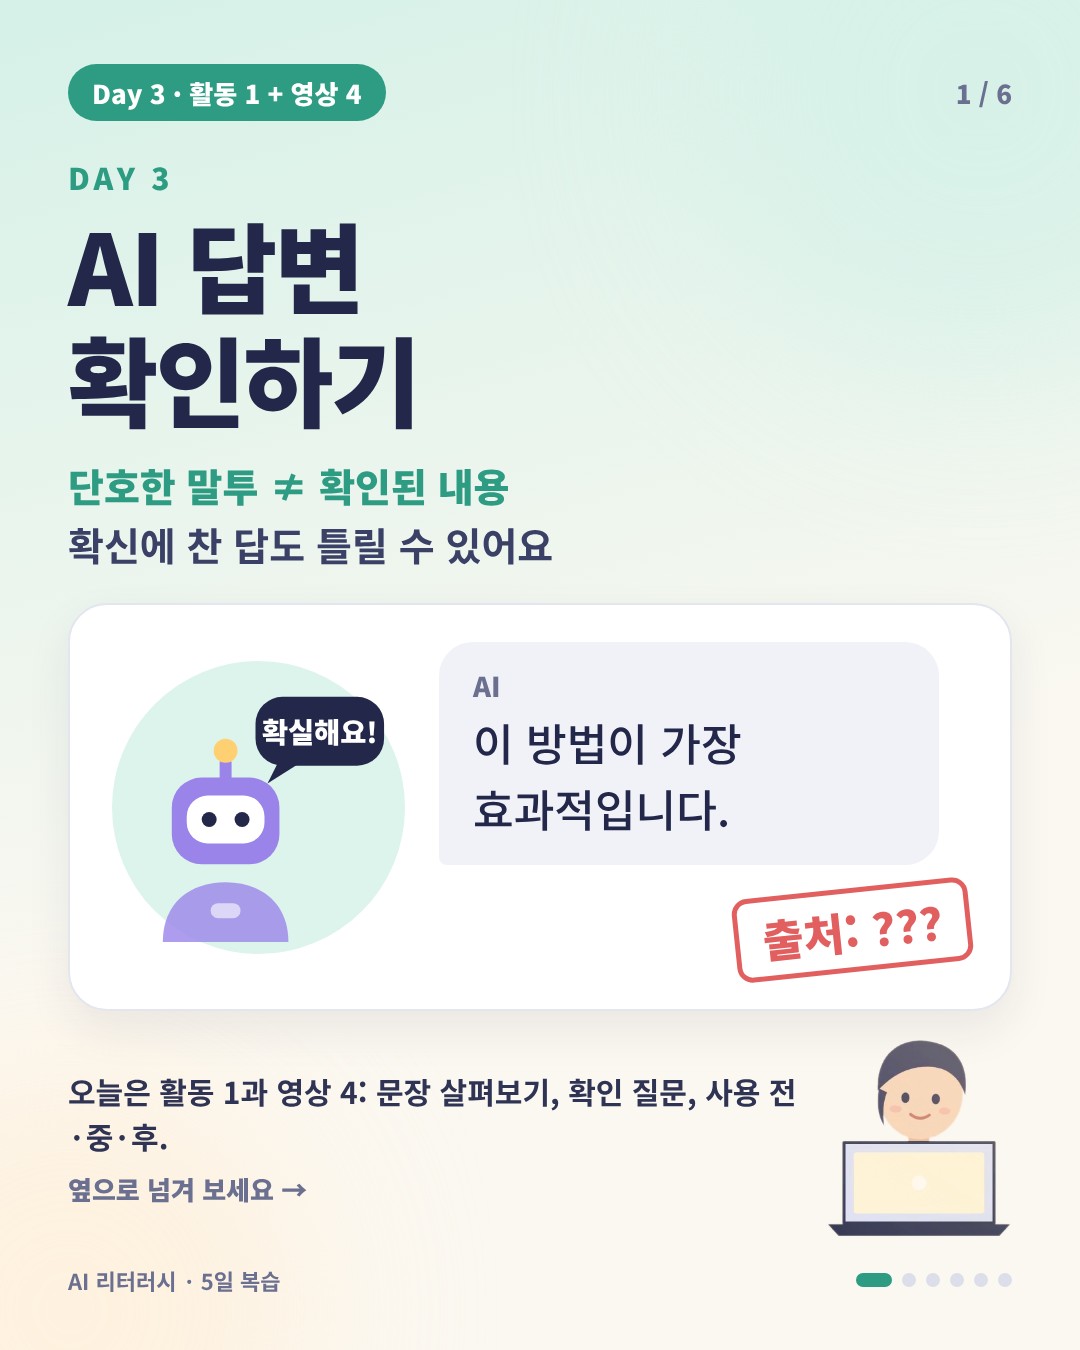 Day 3 · 활동 1 + 영상 4
1 / 6
DAY 3
AI 답변
확인하기
단호한 말투 ≠ 확인된 내용
확신에 찬 답도 틀릴 수 있어요
확실해요!
AI
이 방법이 가장
효과적입니다.
출처: ???
오늘은 활동 1과 영상 4: 문장 살펴보기, 확인 질문, 사용 전
·중·후.
옆으로 넘겨 보세요 →
AI 리터러시 · 5일 복습